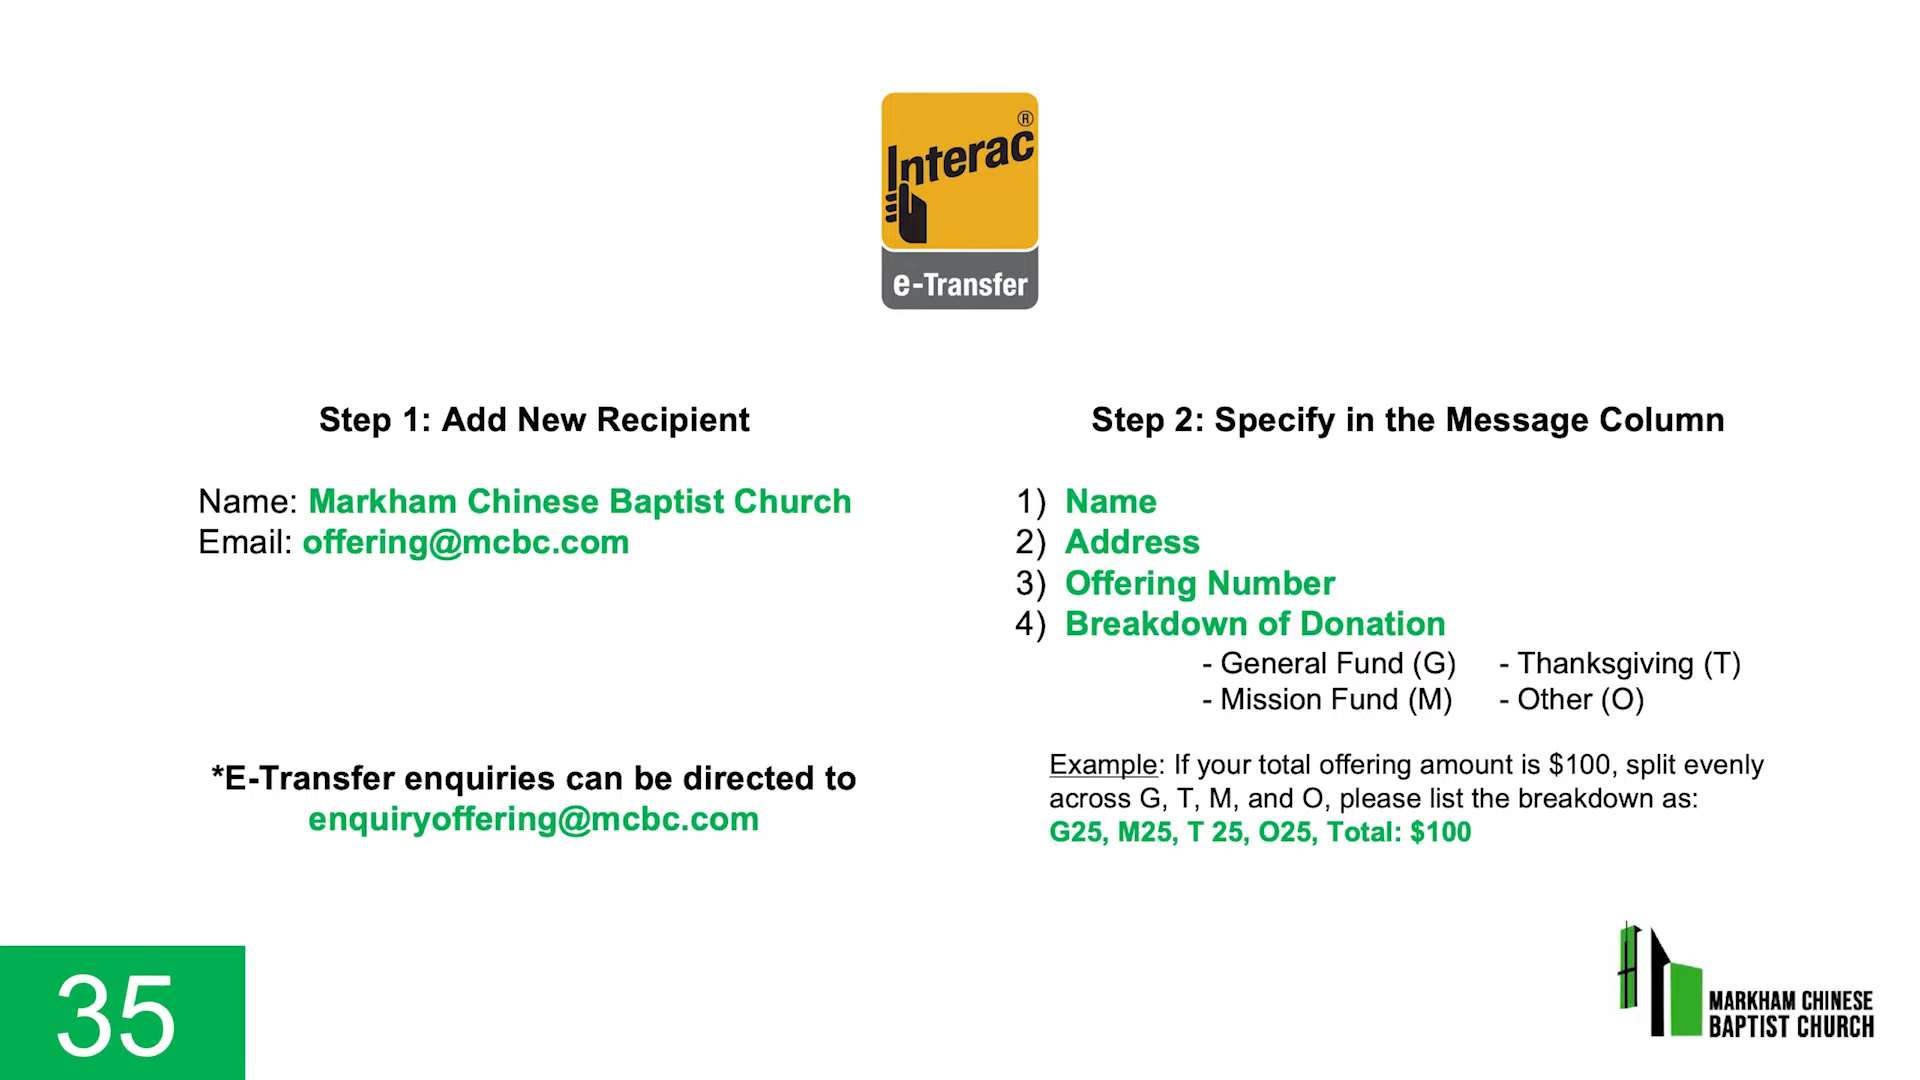 Interac®
e-Transfer
Step 1: Add New Recipient
Name: Markham Chinese Baptist Church
Email: offering@mcbc.com
*E-Transfer enquiries can be directed to
enquiryoffering@mcbc.com
Step 2: Specify in the Message Column
1) Name
2) Address
3) Offering Number
4) Breakdown of Donation
- General Fund (G) - Thanksgiving (T)
- Mission Fund (M) - Other (O)
Example: If your total offering amount is $100, split evenly
across G, T, M, and O, please list the breakdown as:
G25, M25, T 25, O25, Total: $100
35
MARKHAM CHINESE
BAPTIST CHURCH